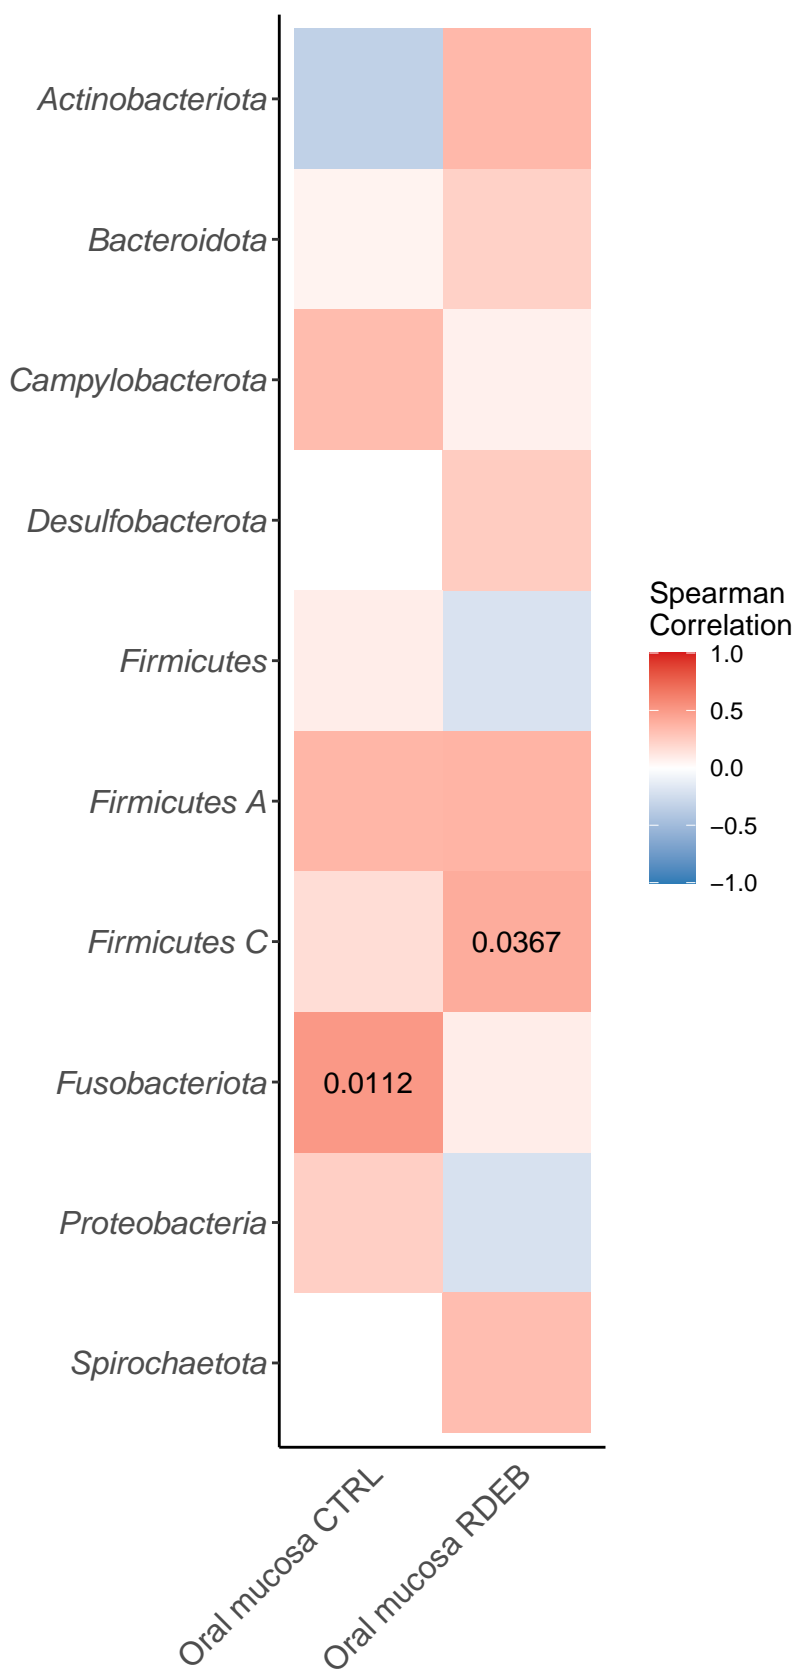 Actinobacteriota
Bacteroidota
Campylobacterota
Desulfobacterota
Firmicutes
Firmicutes A
Firmicutes C
0.0367
Fusobacteriota
0.0112
Proteobacteria
Spirochaetota
Oral mucosa CTRL
Oral mucosa RDEB
Spearman
Correlation
1.0
0.5
0.0
−0.5
−1.0